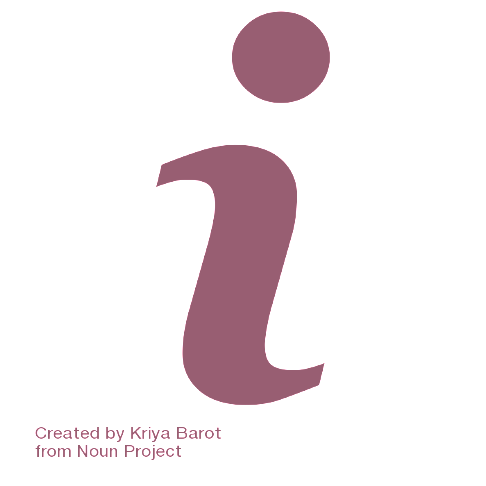 i
Created by Kriya Barot
from Noun Project